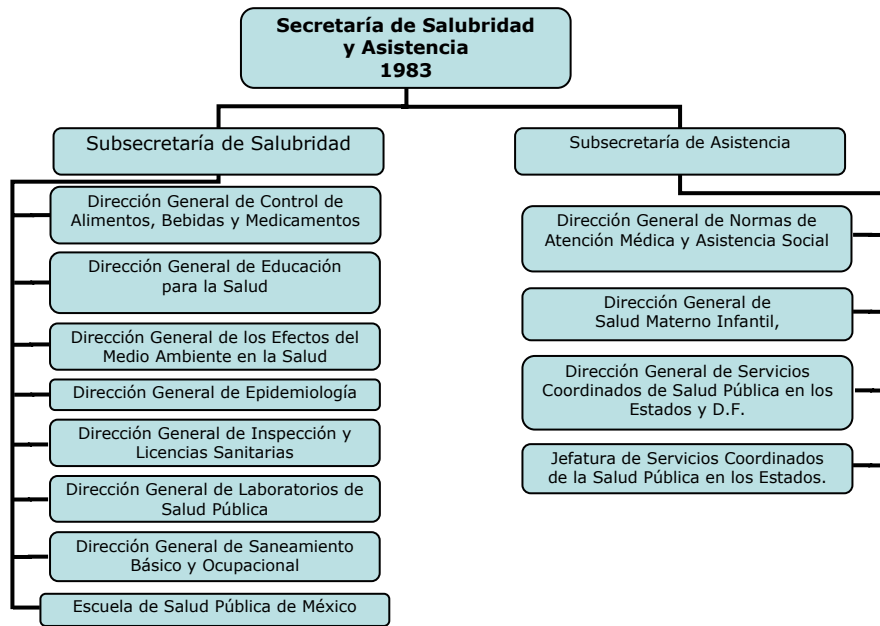 Secretaría de Salubridad
y Asistencia
1983
Subsecretaría de Salubridad
Dirección General de Control de
Alimentos, Bebidas y Medicamentos
Dirección General de Educación
para la Salud
Dirección General de los Efectos del
Medio Ambiente en la Salud
Dirección General de Epidemiología
Dirección General de Inspección y
Licencias Sanitarias
Dirección General de Laboratorios de
Salud Pública
Dirección General de Saneamiento
Básico y Ocupacional
Escuela de Salud Pública de México
Subsecretaría de Asistencia
Dirección General de Normas de
Atención Médica y Asistencia Social
Dirección General de
Salud Materno Infantil,
Dirección General de Servicios
Coordinados de Salud Pública en los
Estados y D.F.
Jefatura de Servicios Coordinados
de la Salud Pública en los Estados.